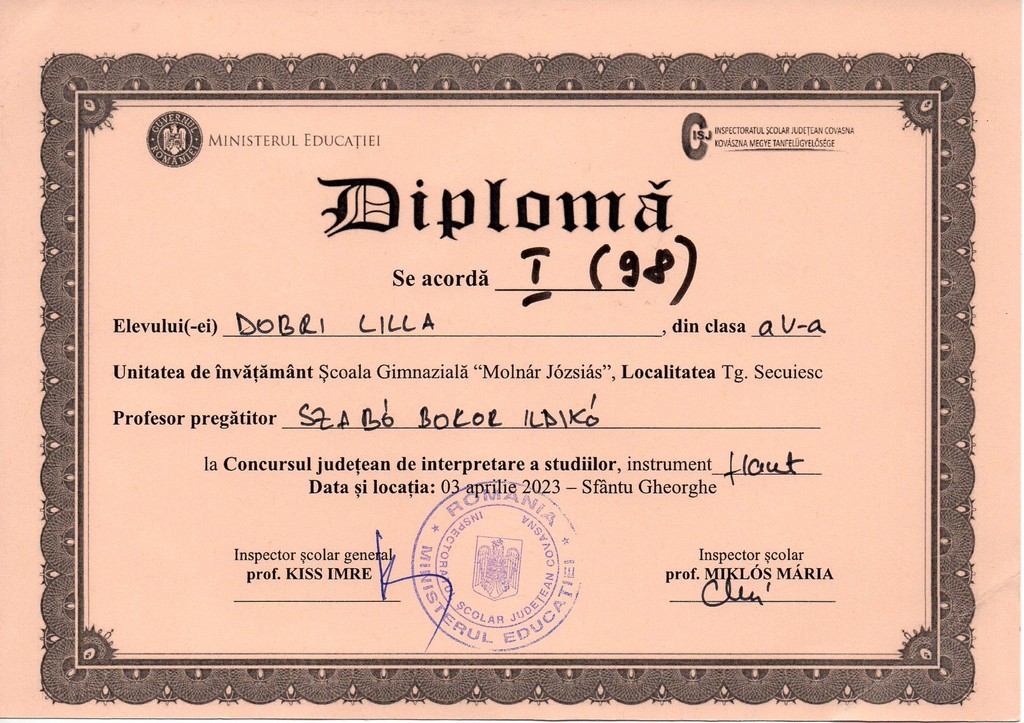 GUVERNUL ROMÂNIEI
MINISTERUL EDUCAȚIEI
CISJ
INSPECTORATUL ȘCOLAR JUDEȚEAN COVASNA
KOVÁSZNA MEGYE TANFELÜGYELŐSÉGE
Diplomă
Se acordă I (98)
Elevului(-ei) DOBRI LILLA, din clasa a V-a
Unitatea de învățământ Școala Gimnazială “Molnár Józsiás”, Localitatea Tg. Secuiesc
Profesor pregătitor SZABÓ BOKOR ILDIKÓ
la Concursul județean de interpretare a studiilor, instrument flaut
Data și locația: 03 aprilie 2023 – Sfântu Gheorghe
ROMANIA
MINISTERUL EDUCAȚIEI
INSPECTORATUL ȘCOLAR JUDEȚEAN COVASNA
Inspector școlar general
prof. KISS IMRE
Inspector școlar
prof. MIKLÓS MÁRIA